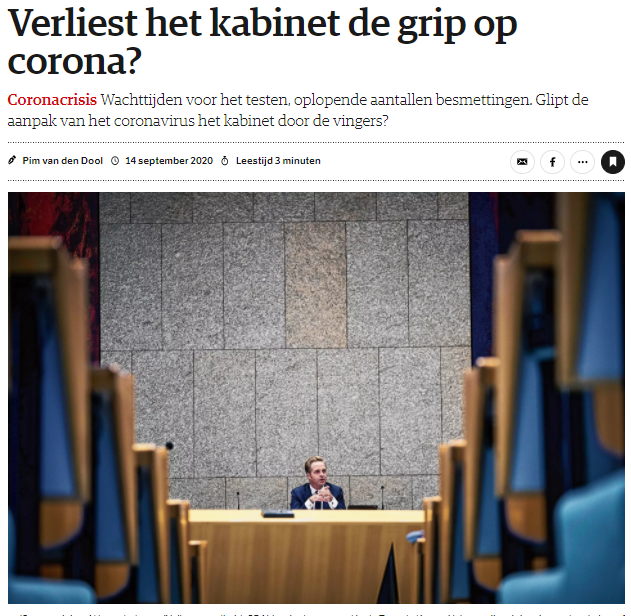 Verliest het kabinet de grip op
corona?
Coronacrisis Wachttijden voor het testen, oplopende aantallen besmettingen. Glipt de
aanpak van het coronavirus het kabinet door de vingers?
Pim van den Dool 14 september 2020 Leestijd 3 minuten